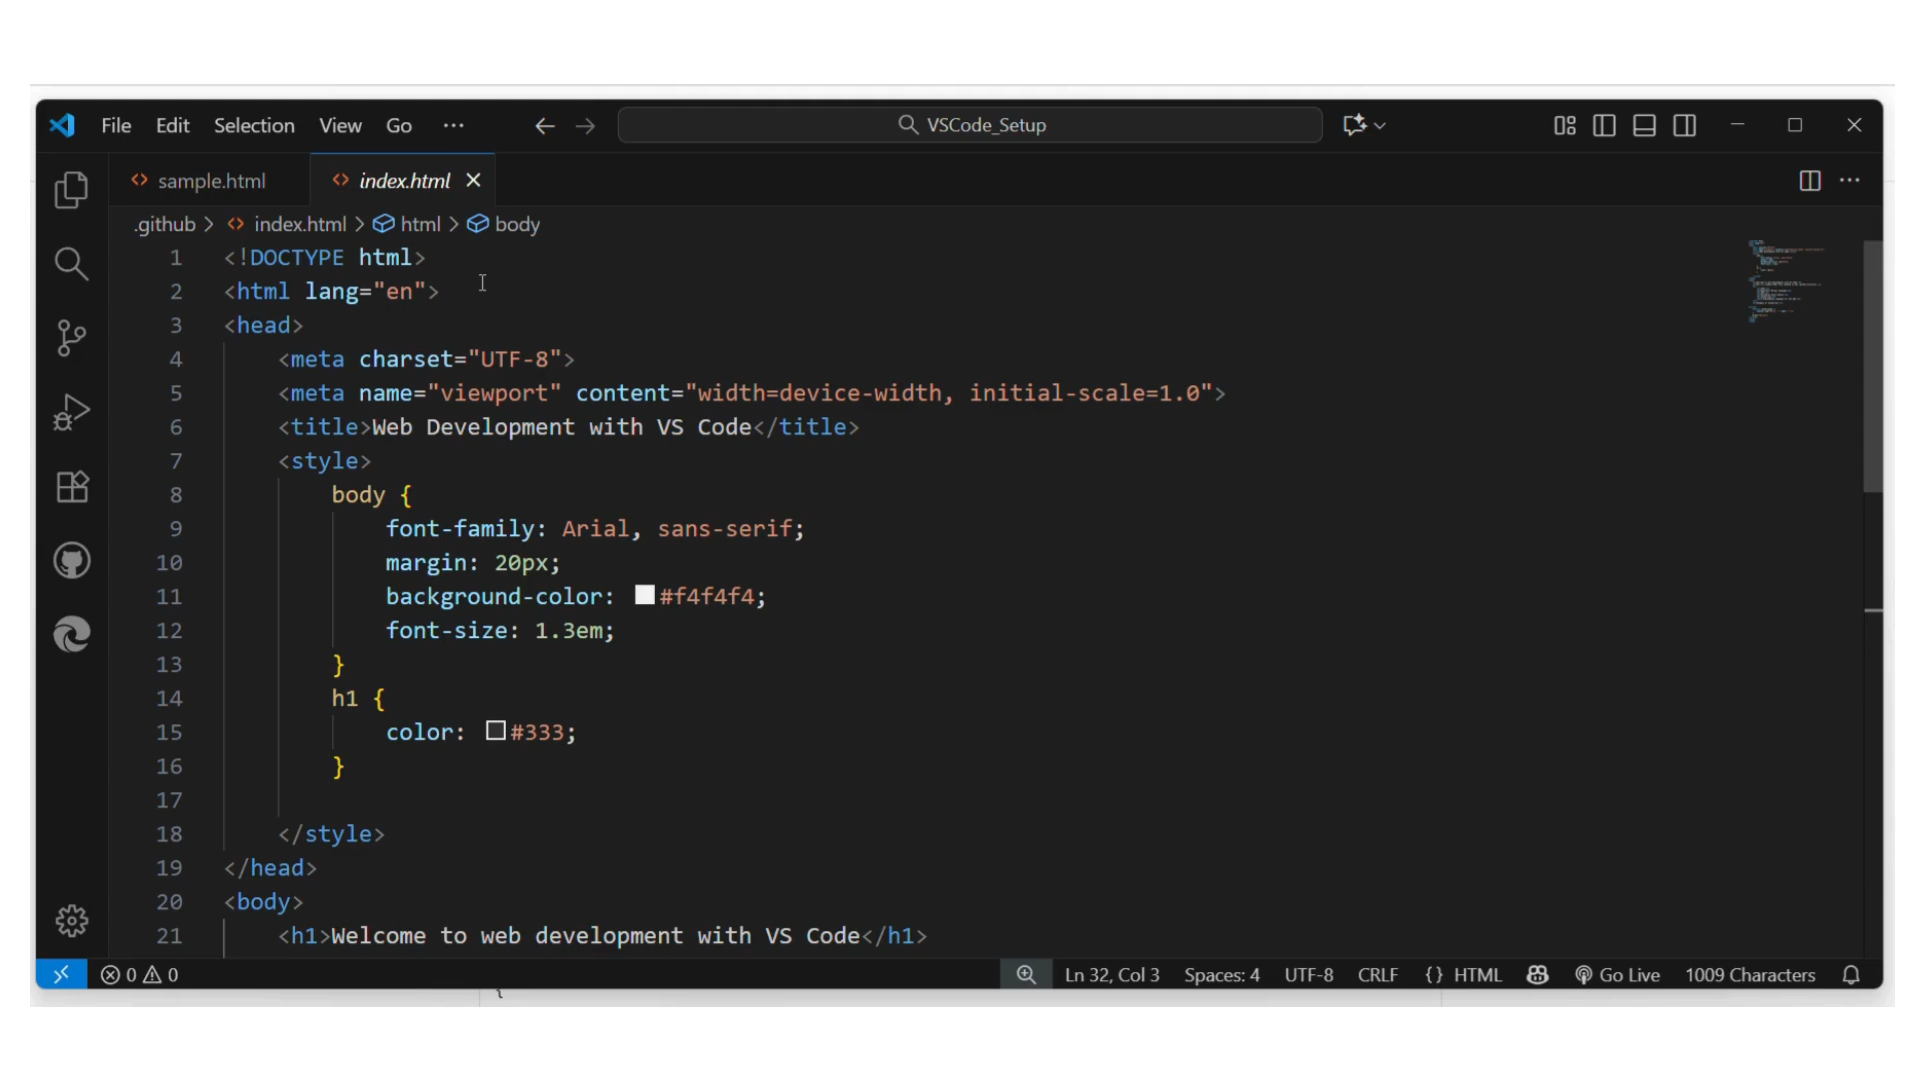 File Edit Selection View Go ··· VSCode_Setup
sample.html index.html
.github > index.html > html > body
1 <!DOCTYPE html>
2 <html lang="en">
3 <head>
4 <meta charset="UTF-8">
5 <meta name="viewport" content="width=device-width, initial-scale=1.0">
6 <title>Web Development with VS Code</title>
7 <style>
8 body {
9 font-family: Arial, sans-serif;
10 margin: 20px;
11 background-color: #f4f4f4;
12 font-size: 1.3em;
13 }
14 h1 {
15 color: #333;
16 }
17
18 </style>
19 </head>
20 <body>
21 <h1>Welcome to web development with VS Code</h1>
0 0 Ln 32, Col 3 Spaces: 4 UTF-8 CRLF {} HTML Go Live 1009 Characters